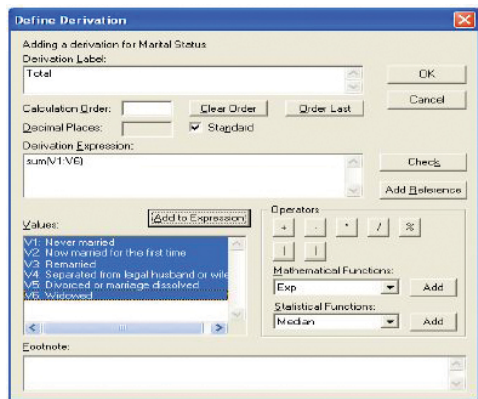 Define Derivation
Adding a derivation for Marital Status
Derivation Label:
Total
OK
Cancel
Calculation Order:
Clear Order
Order Last
Decimal Places:
Standard
Derivation Expression:
sum(V1:V6)
Check
Add Reference
Values:
Add to Expression
Operators
+ - * / %
V1: Never married
V2: Now married for the first time
V3: Remarried
V4: Separated from legal husband or wife
V5: Divorced or marriage dissolved
V6: Widowed
Mathematical Functions:
Exp
Add
Statistical Functions:
Median
Add
Footnote: